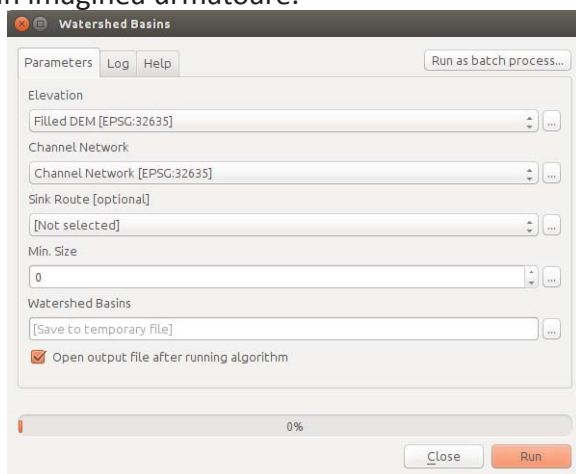 n imagined armatoure.
Watershed Basins
Parameters Log Help Run as batch process...
Elevation
Filled DEM [EPSG:32635] ...
Channel Network
Channel Network [EPSG:32635] ...
Sink Route [optional]
[Not selected] ...
Min. Size
0 ...
Watershed Basins
[Save to temporary file] ...
Open output file after running algorithm
0%
Close Run